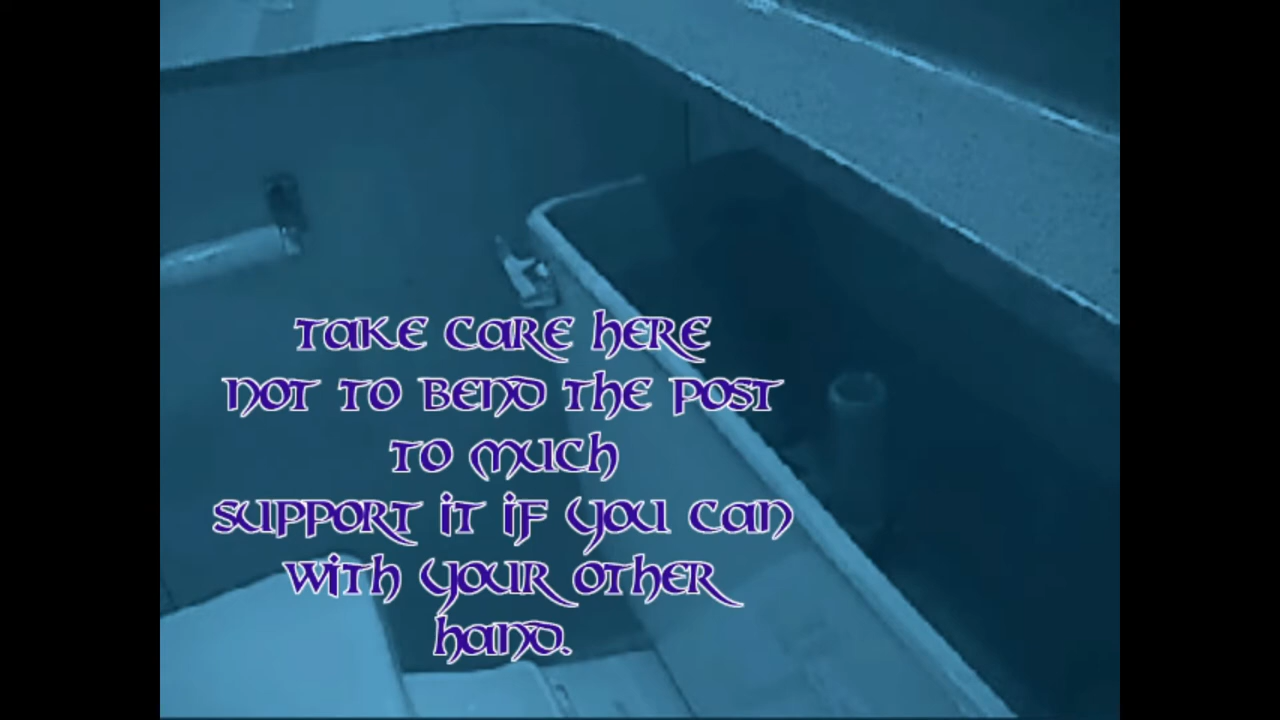 Take care here
not to bend the post
to much
support it if you can
with your other
hand.